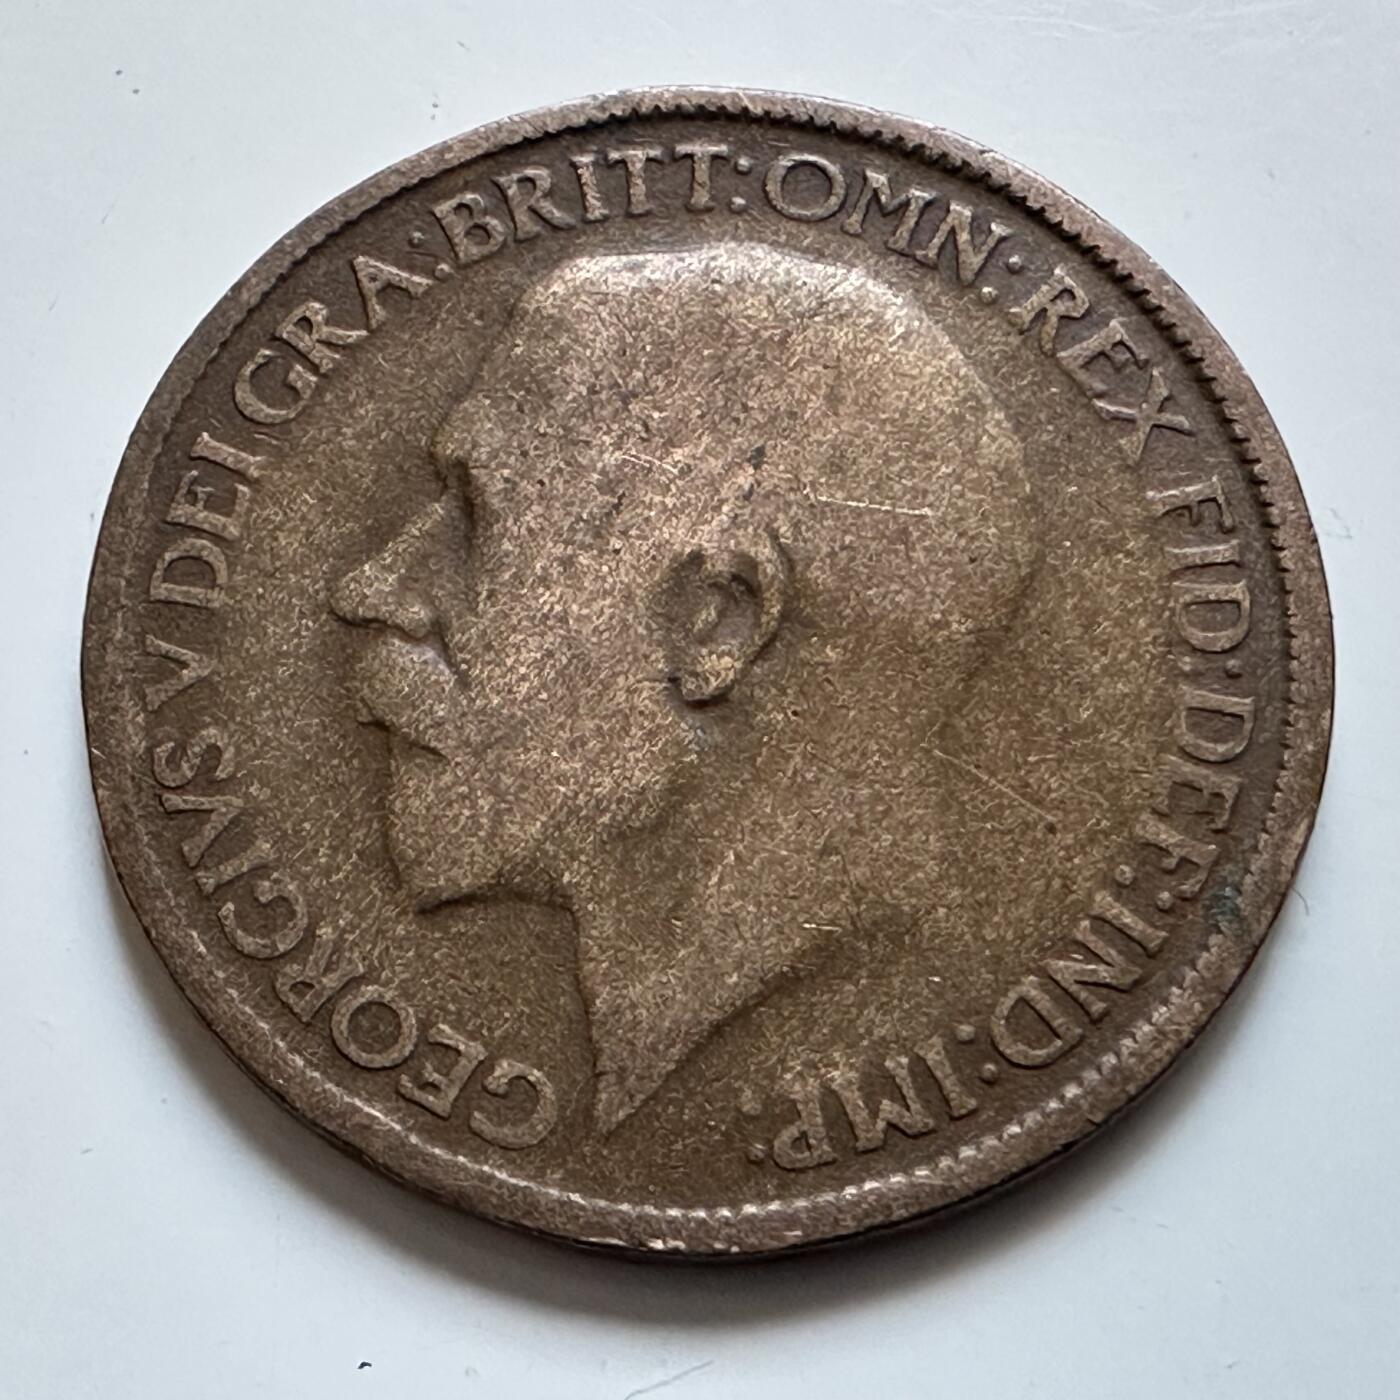 GEORGIVS V DEI GRA: BRITT: OMN: REX FID: DEF: IND: IMP: